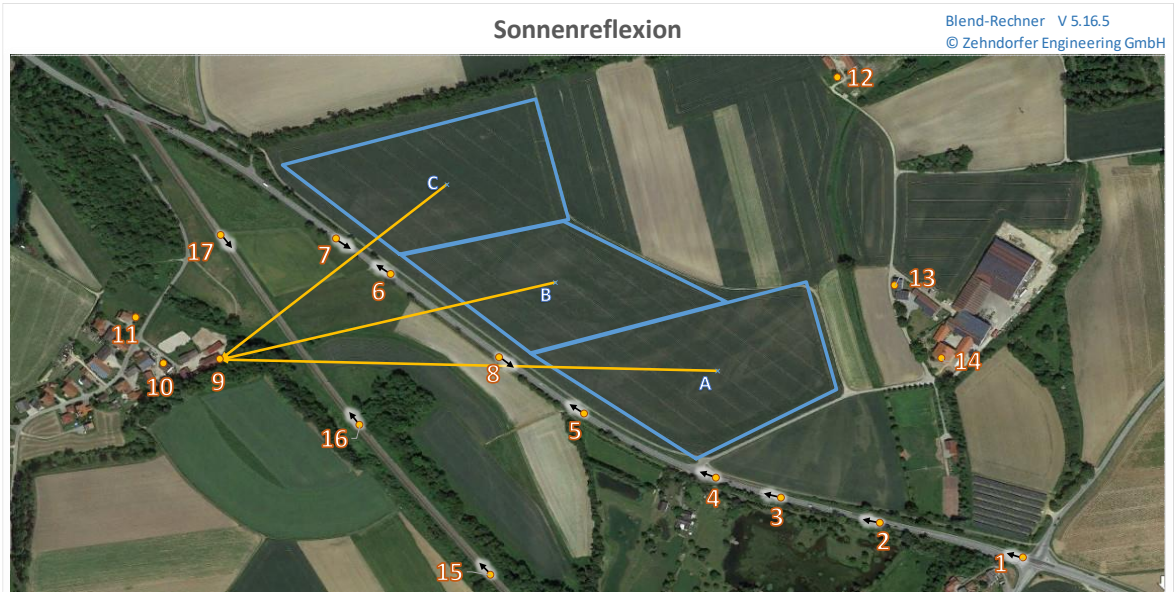 Sonnenreflexion
Blend-Rechner V 5.16.5
© Zehndorfer Engineering GmbH
12
C
17
7
6
13
B
11
14
8
10
9
A
5
16
4
3
2
1
15